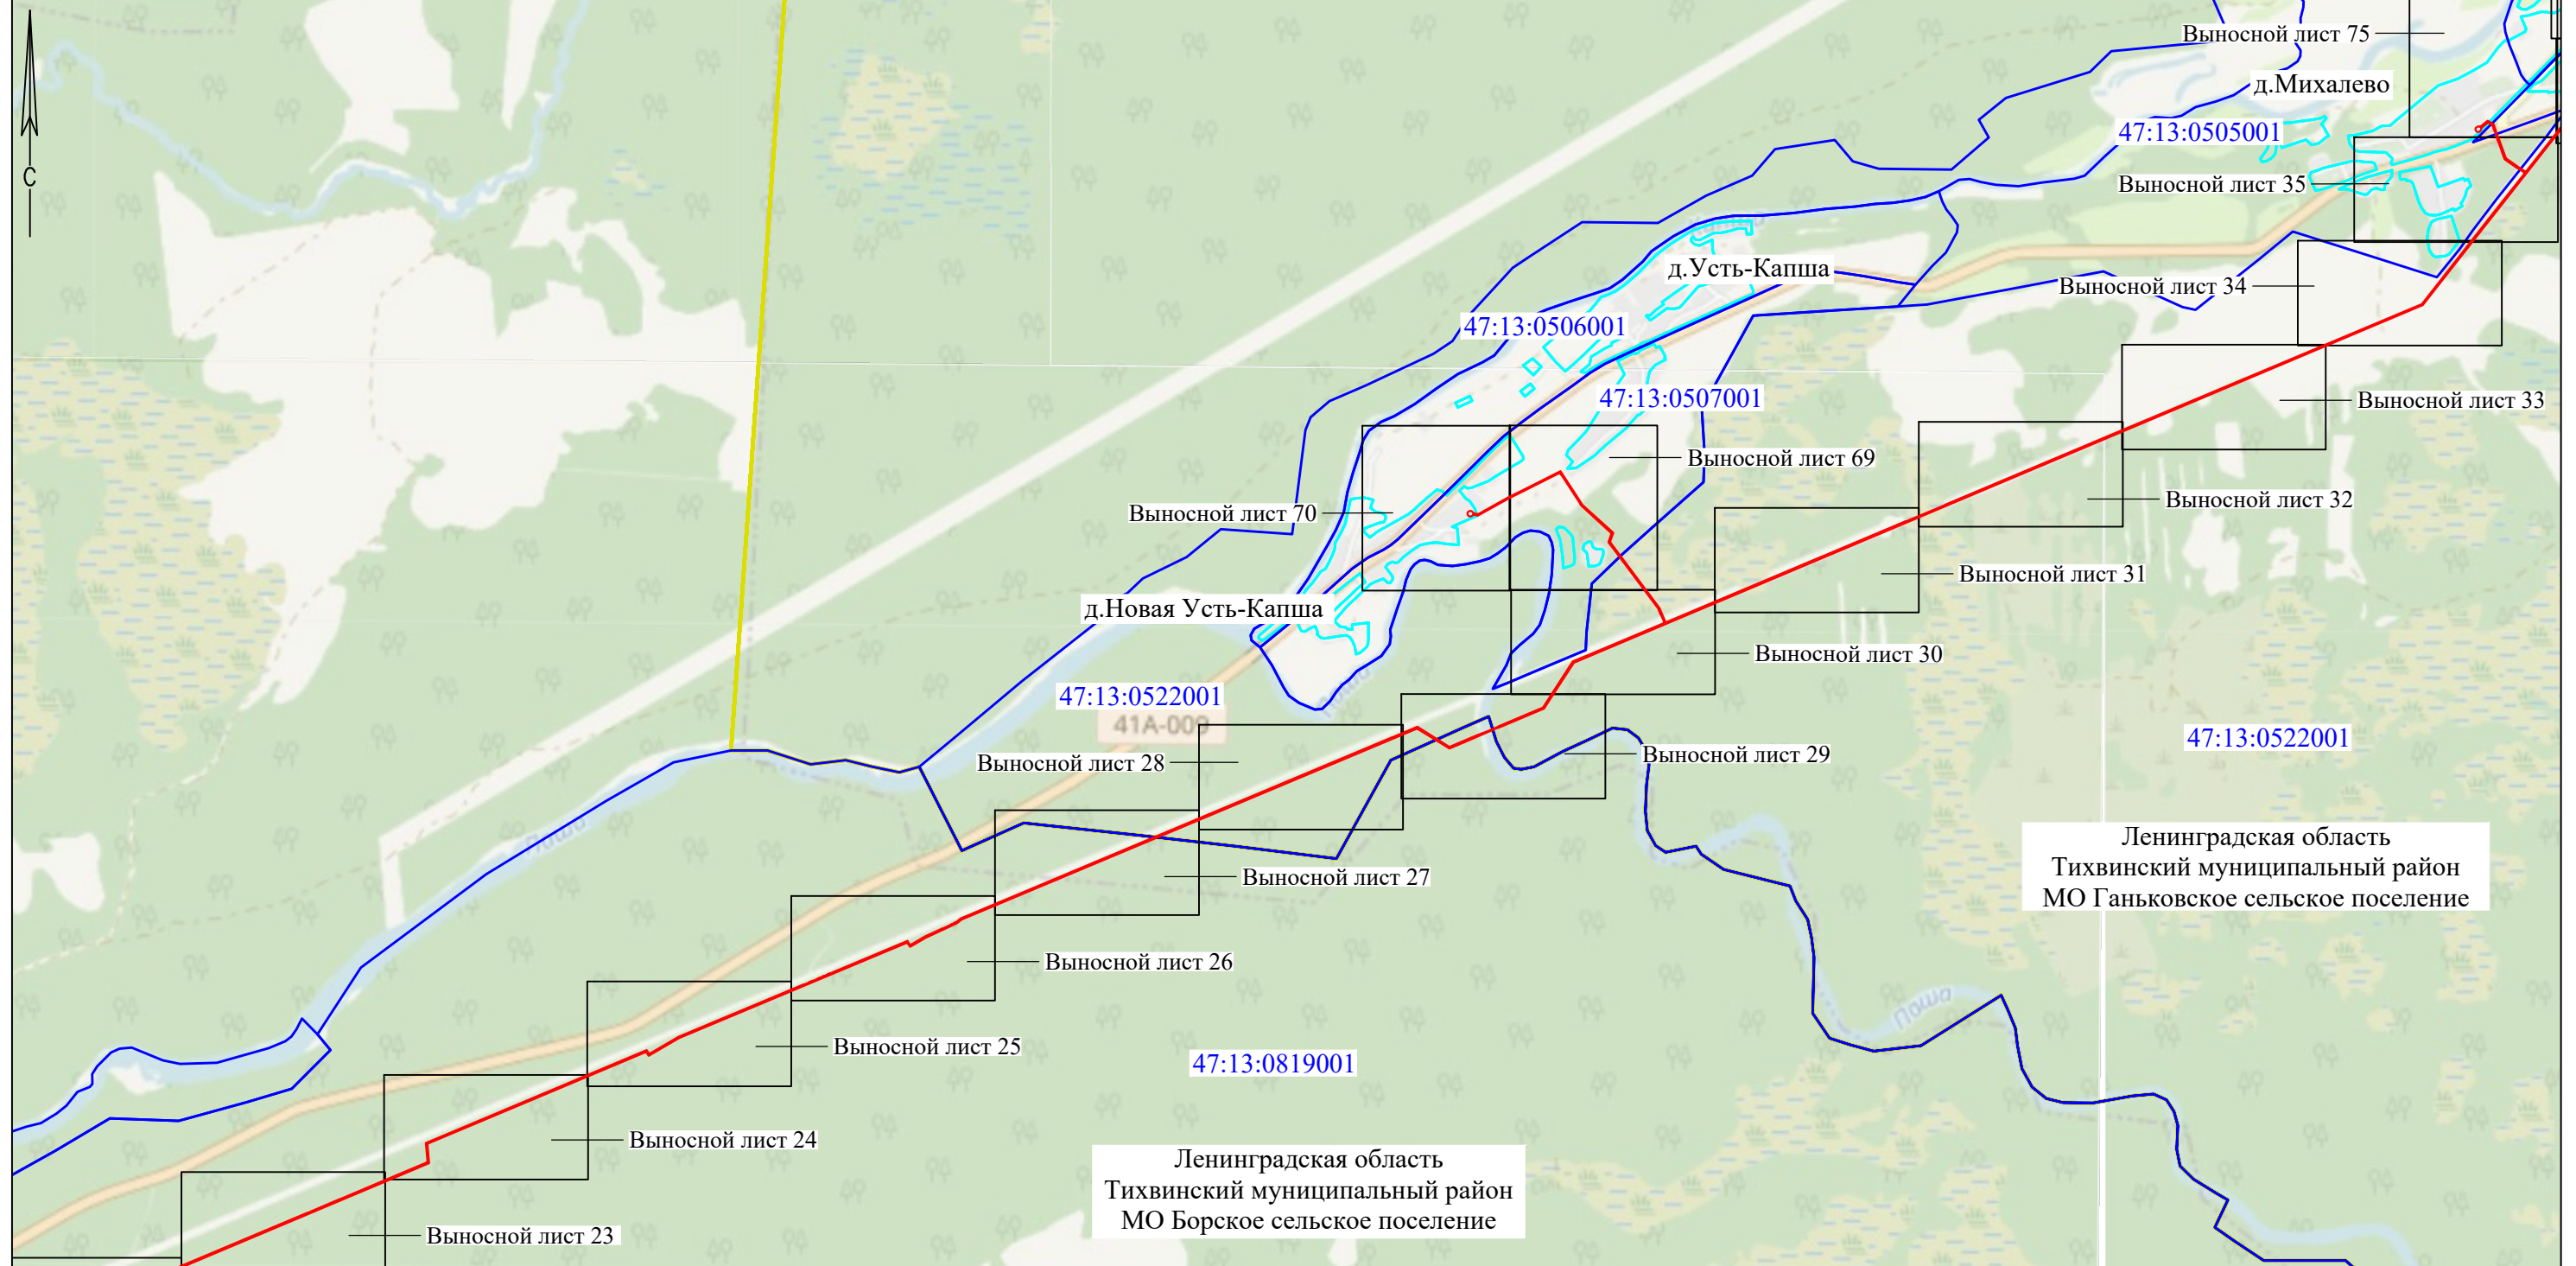 Выносной лист 75
д.Михалево
47:13:0505001
С
Выносной лист 35
д.Усть-Капша
Выносной лист 34
47:13:0506001
47:13:0507001
Выносной лист 33
Выносной лист 69
Выносной лист 32
Выносной лист 70
Выносной лист 31
д.Новая Усть-Капша
Выносной лист 30
47:13:0522001
Паша
41А-009
47:13:0522001
Выносной лист 29
Выносной лист 28
Паша
Ленинградская область
Тихвинский муниципальный район
МО Ганьковское сельское поселение
Выносной лист 27
Выносной лист 26
Паша
Выносной лист 25
47:13:0819001
Выносной лист 24
Ленинградская область
Тихвинский муниципальный район
МО Борское сельское поселение
Выносной лист 23